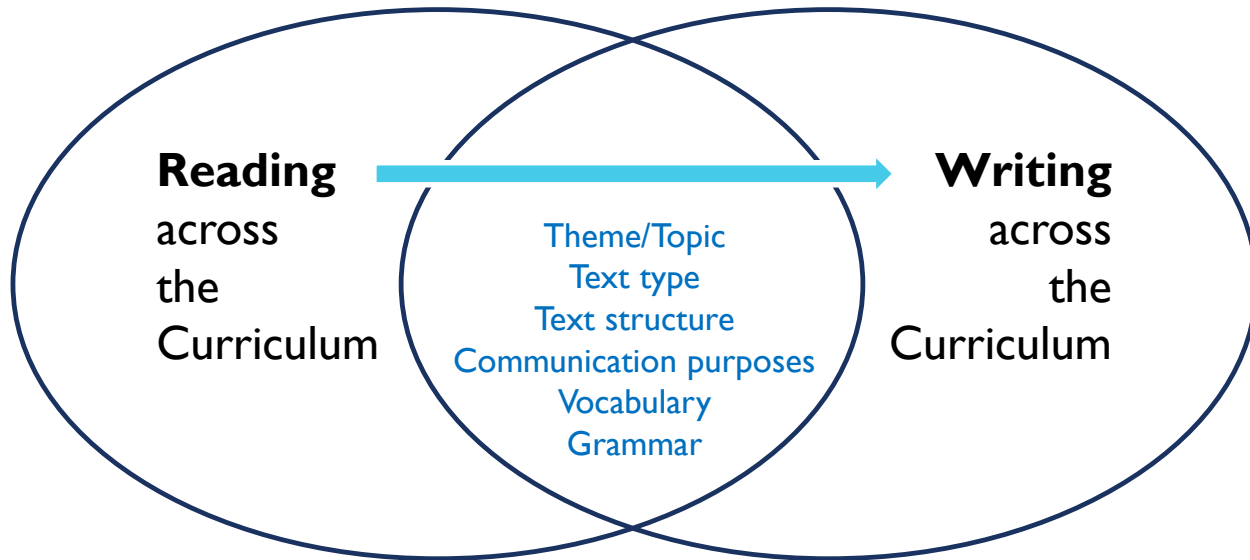 Reading
across
the
Curriculum
Theme/Topic
Text type
Text structure
Communication purposes
Vocabulary
Grammar
Writing
across
the
Curriculum